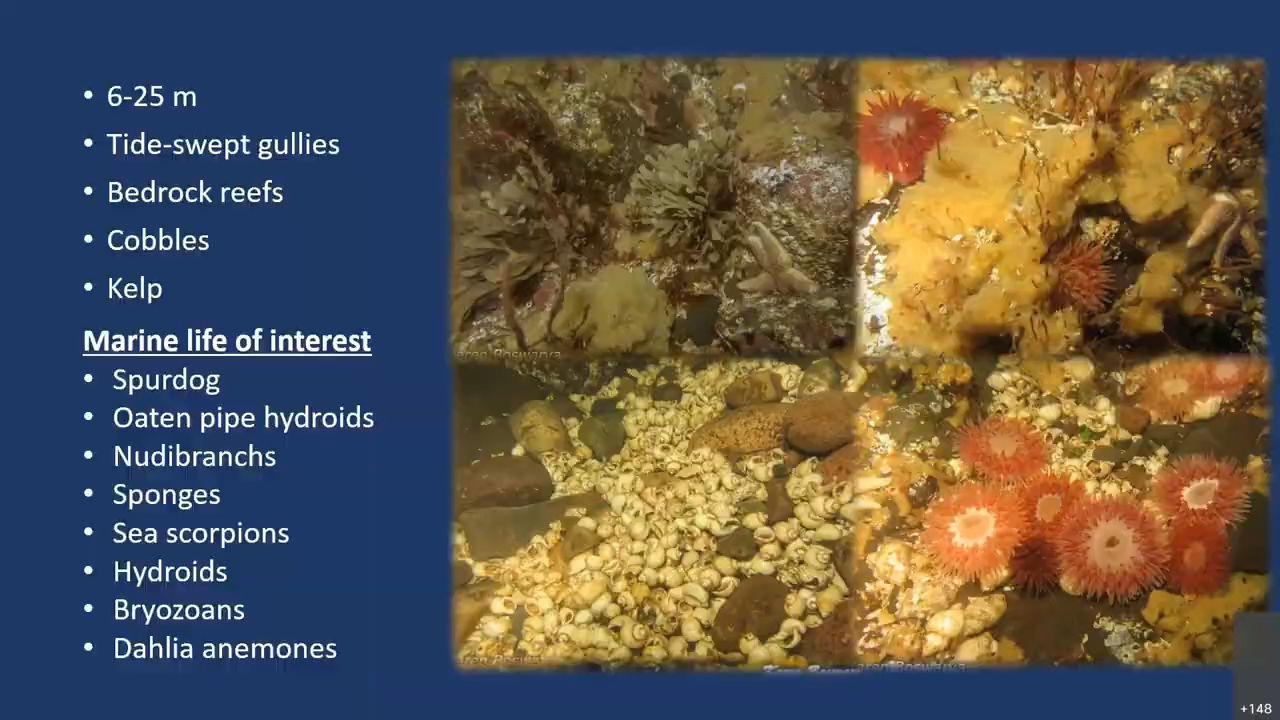 • 6-25 m
• Tide-swept gullies
• Bedrock reefs
• Cobbles
• Kelp
Marine life of interest
• Spurdog
• Oaten pipe hydroids
• Nudibranchs
• Sponges
• Sea scorpions
• Hydroids
• Bryozoans
• Dahlia anemones
+148